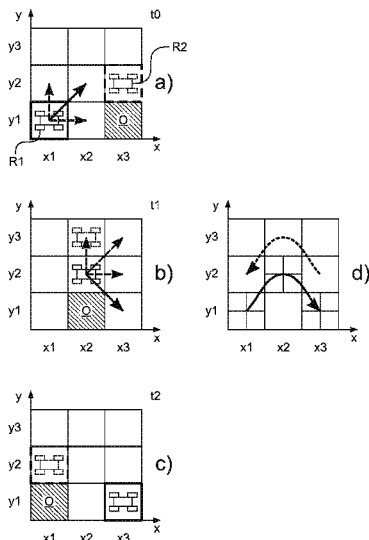 y t0
y3
R2
y2 a)
y1 O
R1
x1 x2 x3 x
y t1 y
y3 y3
y2 b) y2 d)
y1 O y1
x1 x2 x3 x x1 x2 x3 x
y t2
y3
y2 c)
y1 O
x1 x2 x3 x